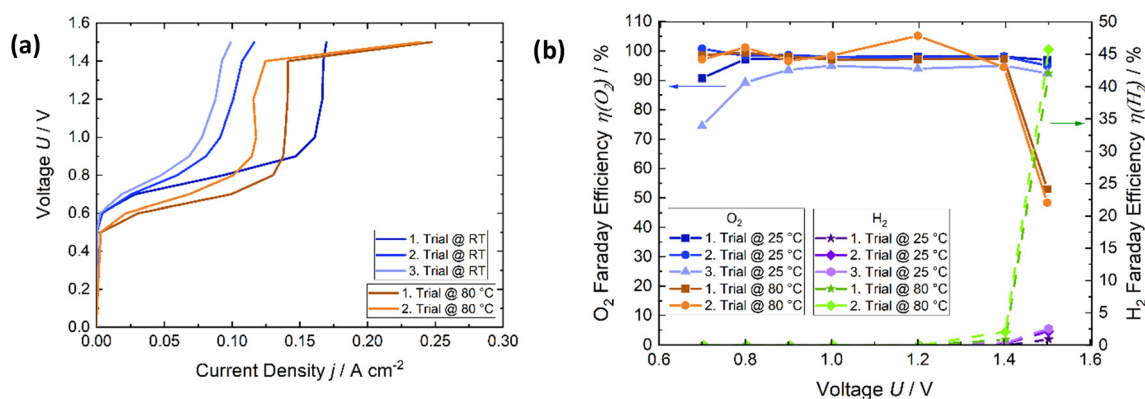 (a)
1.6
1.4
1.2
1.0
0.8
0.6
0.4
0.2
0.0
Voltage U / V
1. Trial @ RT
2. Trial @ RT
3. Trial @ RT
1. Trial @ 80 °C
2. Trial @ 80 °C
0.00 0.05 0.10 0.15 0.20 0.25 0.30
Current Density j / A cm-2
(b)
110
100
90
80
70
60
50
40
30
20
10
0
O2 Faraday Efficiency η(O2) / %
O2
1. Trial @ 25 °C
2. Trial @ 25 °C
3. Trial @ 25 °C
1. Trial @ 80 °C
2. Trial @ 80 °C
H2
1. Trial @ 25 °C
2. Trial @ 25 °C
3. Trial @ 25 °C
1. Trial @ 80 °C
2. Trial @ 80 °C
50
45
40
35
30
25
20
15
10
5
0
H2 Faraday Efficiency η(H2) / %
0.6 0.8 1.0 1.2 1.4 1.6
Voltage U / V